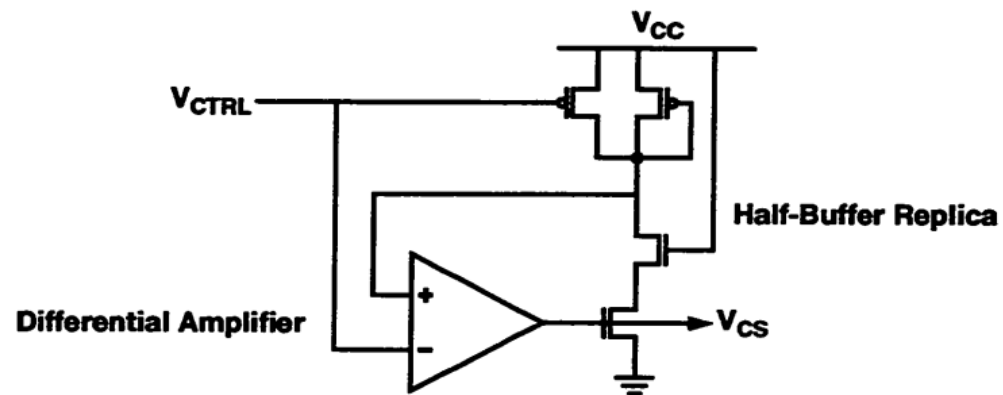 VCC
VCTRL
Half-Buffer Replica
+
Differential Amplifier
-
VCS